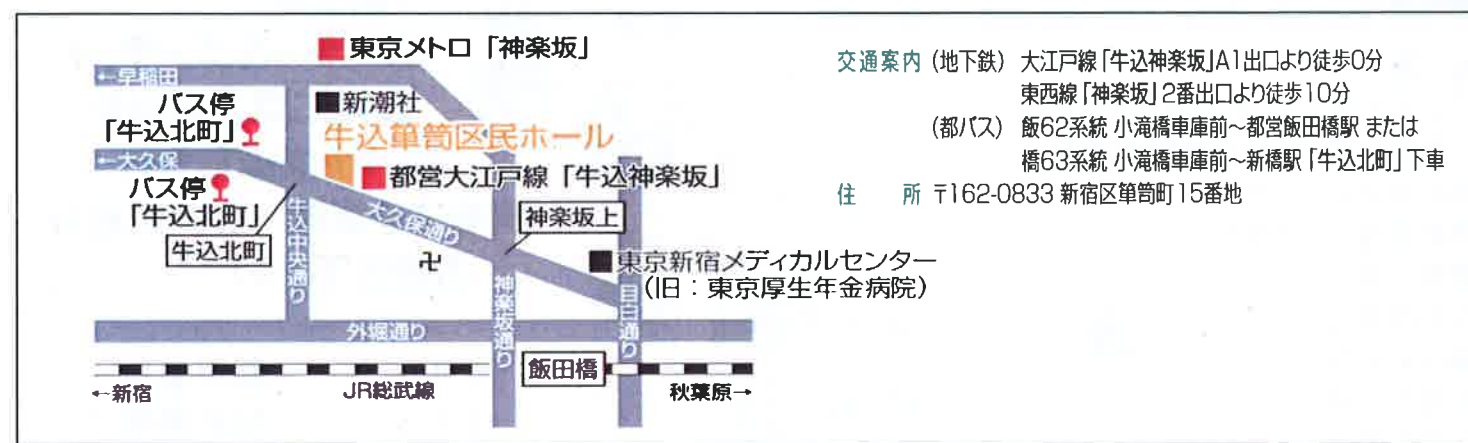 ■東京メトロ「神楽坂」
←早稲田
バス停
「牛込北町」
■新潮社
牛込簞笥区民ホール
←大久保
■都営大江戸線「牛込神楽坂」
バス停
「牛込北町」
牛込北町
牛込中央通り
大久保通り
神楽坂上
卍
■東京新宿メディカルセンター
(旧:東京厚生年金病院)
神楽坂通り
目白通り
外堀通り
飯田橋
←新宿
JR総武線
秋葉原→
交通案内 (地下鉄) 大江戸線「牛込神楽坂」A1出口より徒歩0分
東西線「神楽坂」2番出口より徒歩10分
(都バス) 飯62系統 小滝橋車庫前~都営飯田橋駅 または
橋63系統 小滝橋車庫前~新橋駅「牛込北町」下車
住 所 〒162-0833 新宿区簞笥町15番地